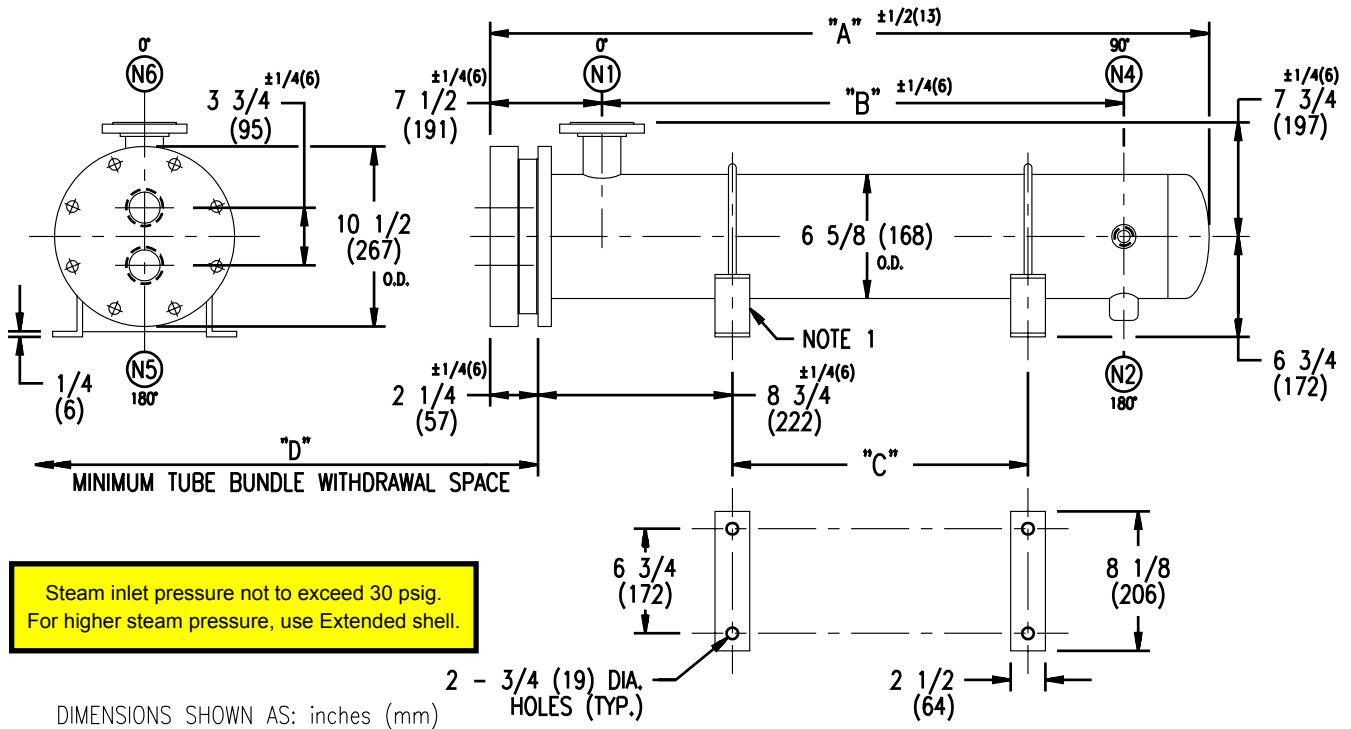 0°
N6
±1/4(6)
3 3/4
(95)
10 1/2
(267)
O.D.
1/4
(6)
N5
180°
"A" ±1/2(13)
0°
N1
90°
N4
±1/4(6)
7 1/2
(191)
"B" ±1/4(6)
±1/4(6)
7 3/4
(197)
6 5/8 (168)
O.D.
NOTE 1
6 3/4
(172)
N2
180°
±1/4(6)
2 1/4
(57)
±1/4(6)
8 3/4
(222)
"D"
MINIMUM TUBE BUNDLE WITHDRAWAL SPACE
"C"
6 3/4
(172)
8 1/8
(206)
2 - 3/4 (19) DIA.
HOLES (TYP.)
2 1/2
(64)
Steam inlet pressure not to exceed 30 psig.
For higher steam pressure, use Extended shell.
DIMENSIONS SHOWN AS: inches (mm)